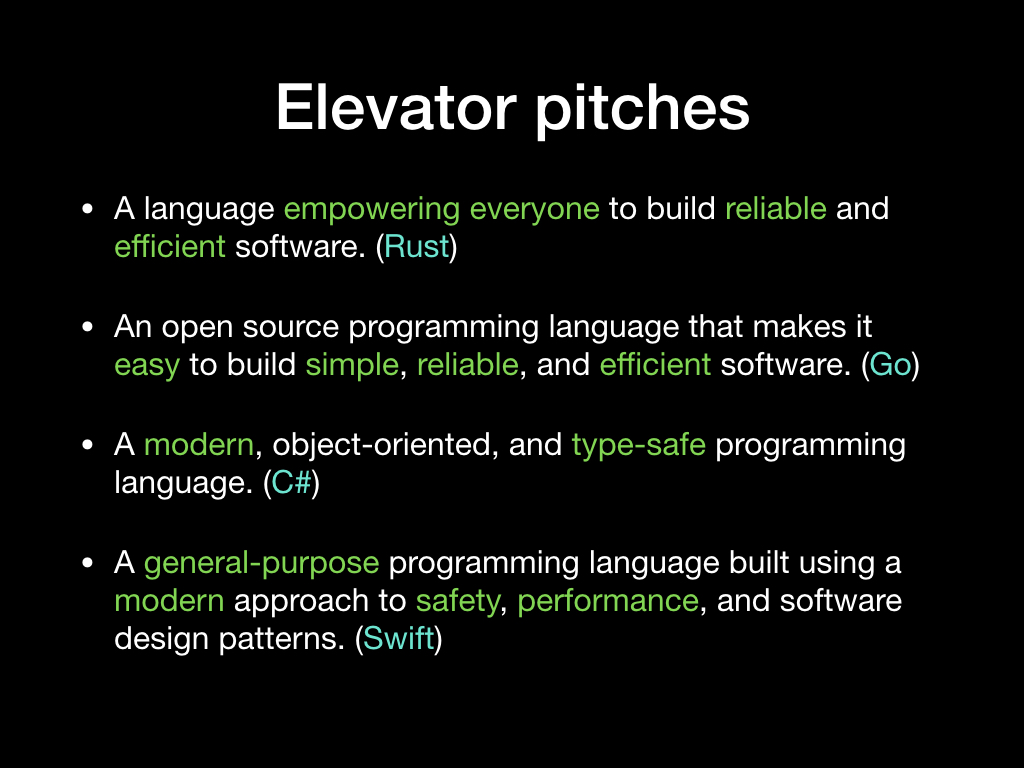 Elevator pitches
• A language empowering everyone to build reliable and
efficient software. (Rust)
• An open source programming language that makes it
easy to build simple, reliable, and efficient software. (Go)
• A modern, object-oriented, and type-safe programming
language. (C#)
• A general-purpose programming language built using a
modern approach to safety, performance, and software
design patterns. (Swift)